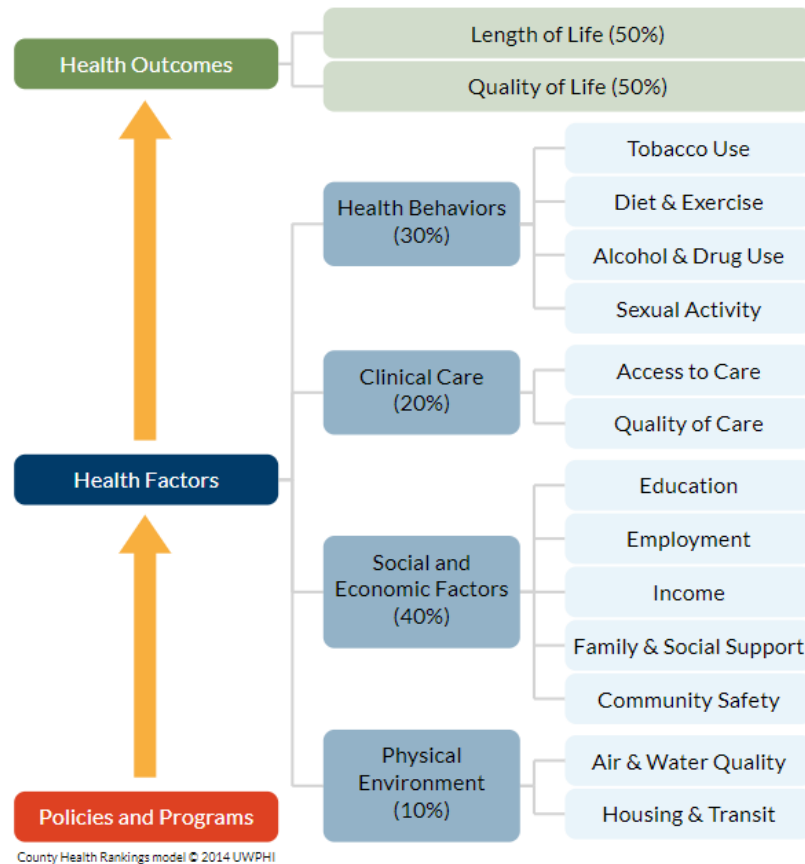 Health Outcomes
Length of Life (50%)
Quality of Life (50%)
Health Behaviors
(30%)
Tobacco Use
Diet & Exercise
Alcohol & Drug Use
Sexual Activity
Clinical Care
(20%)
Access to Care
Quality of Care
Health Factors
Social and
Economic Factors
(40%)
Education
Employment
Income
Family & Social Support
Community Safety
Physical
Environment
(10%)
Air & Water Quality
Housing & Transit
Policies and Programs
County Health Rankings model © 2014 UWPHI